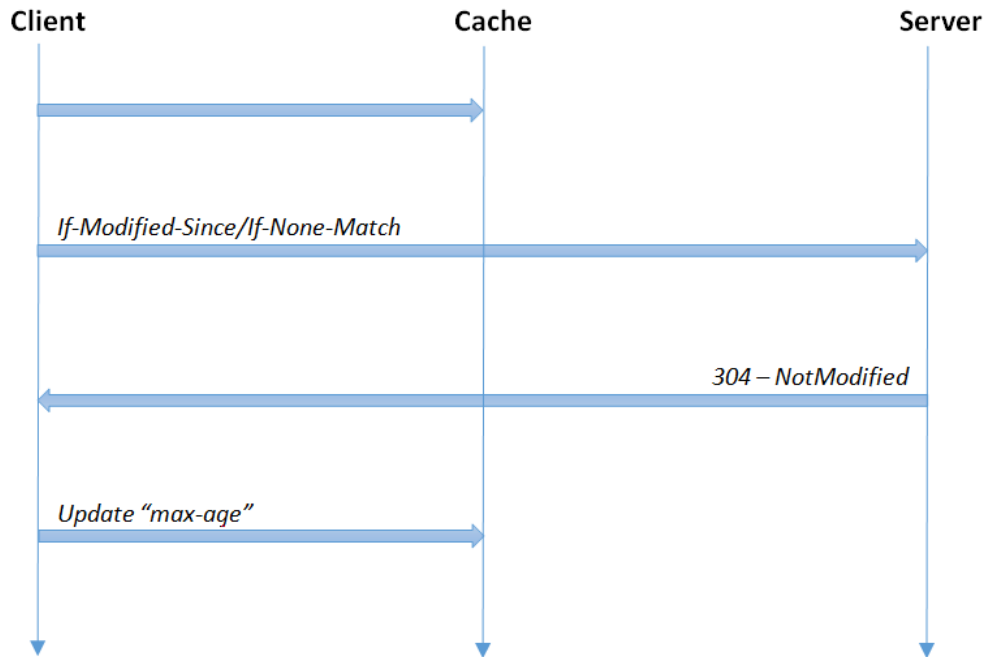 Client Cache Server
If-Modified-Since/If-None-Match
304 – NotModified
Update “max-age”